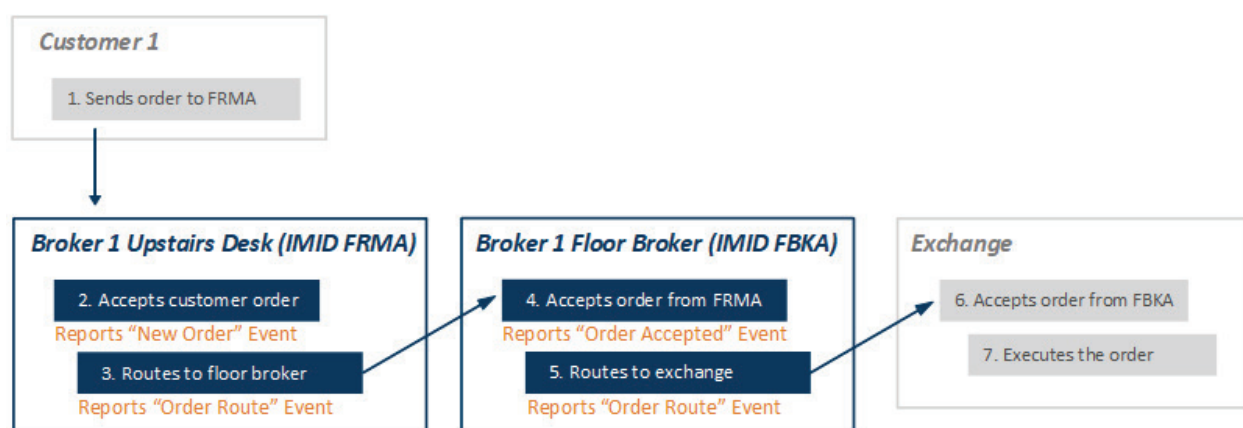 Customer 1
1. Sends order to FRMA
Broker 1 Upstairs Desk (IMID FRMA)
2. Accepts customer order
Reports “New Order” Event
3. Routes to floor broker
Reports “Order Route” Event
Broker 1 Floor Broker (IMID FBKA)
4. Accepts order from FRMA
Reports “Order Accepted” Event
5. Routes to exchange
Reports “Order Route” Event
Exchange
6. Accepts order from FBKA
7. Executes the order